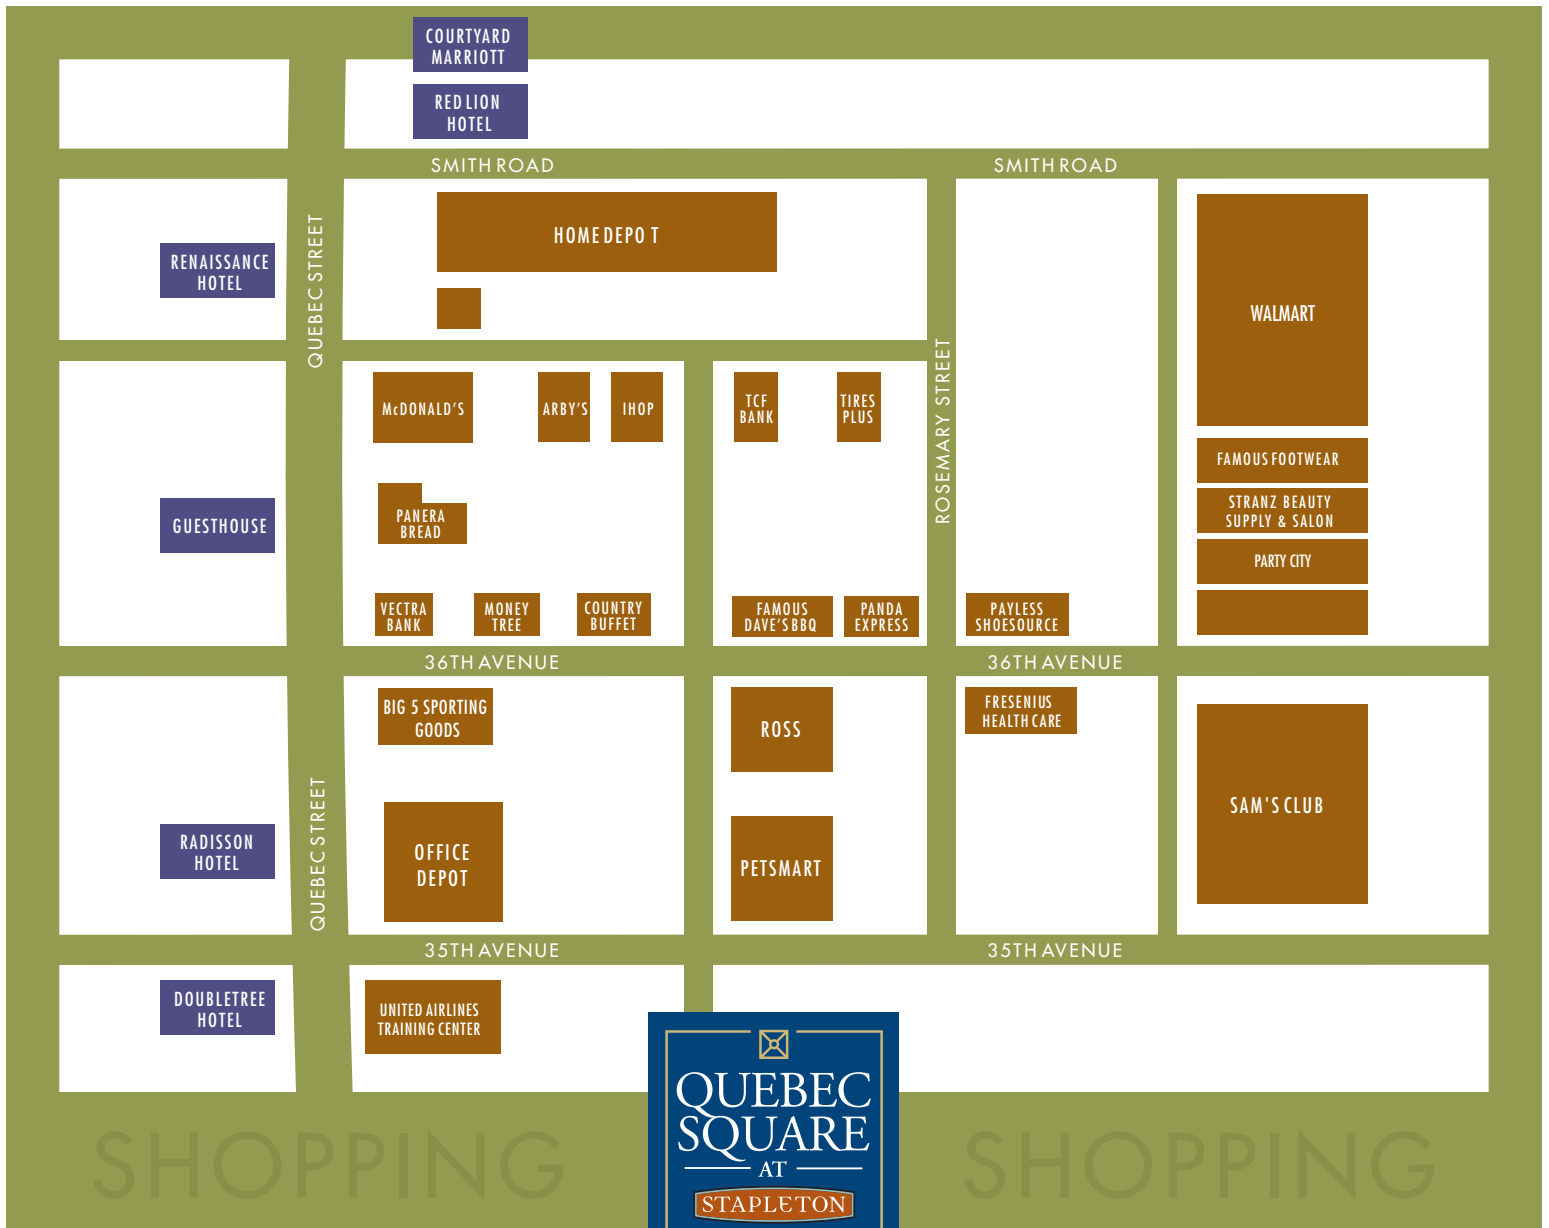 COURTYARD
MARRIOTT
RED LION
HOTEL
SMITH ROAD
SMITH ROAD
HOME DEPO T
WALMART
RENAISSANCE
HOTEL
QUEBEC STREET
ROSEMARY STREET
McDONALD'S
ARBY'S
IHOP
TCF
BANK
TIRES
PLUS
FAMOUS FOOTWEAR
STRANZ BEAUTY
SUPPLY & SALON
PARTY CITY
GUESTHOUSE
PANERA
BREAD
VECTRA
BANK
MONEY
TREE
COUNTRY
BUFFET
FAMOUS
DAVE'S BBQ
PANDA
EXPRESS
PAYLESS
SHOESOURCE
36TH AVENUE
36TH AVENUE
BIG 5 SPORTING
GOODS
ROSS
FRESENIUS
HEALTH CARE
SAM'S CLUB
RADISSON
HOTEL
QUEBEC STREET
OFFICE
DEPOT
PETSMART
35TH AVENUE
35TH AVENUE
DOUBLETREE
HOTEL
UNITED AIRLINES
TRAINING CENTER
QUEBEC
SQUARE
AT
STAPLETON
SHOPPING
SHOPPING